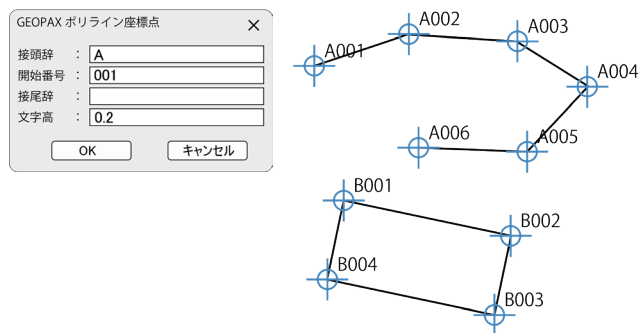 GEOPAX ポリライン座標点
接頭辞 : A
開始番号 : 001
接尾辞 :
文字高 : 0.2
OK キャンセル
A001
A002
A003
A004
A005
A006
B001
B002
B003
B004